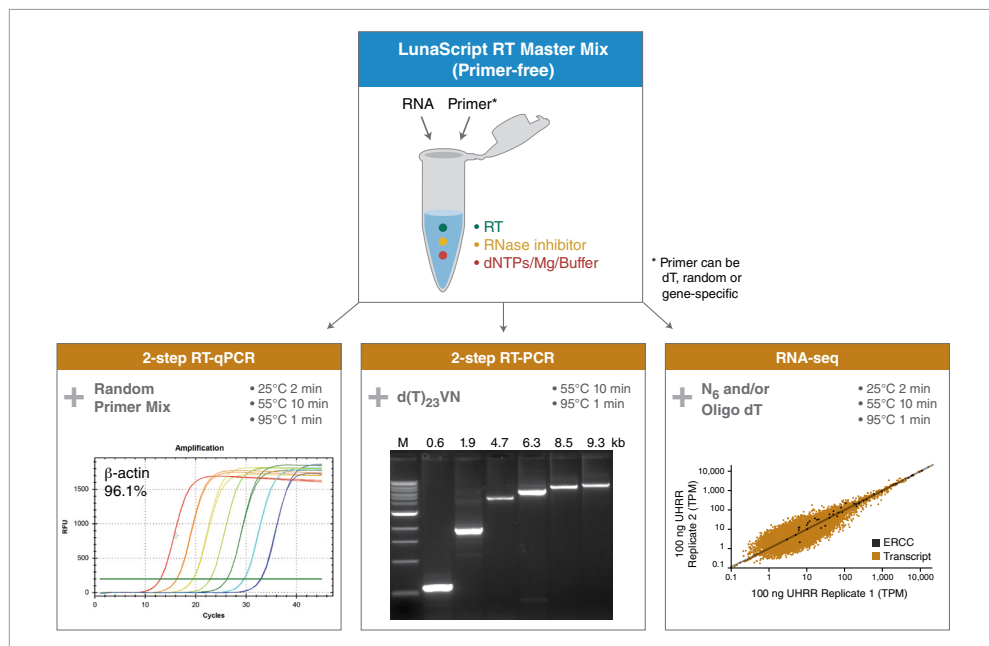 LunaScript RT Master Mix
(Primer-free)
RNA Primer*
• RT
• RNase inhibitor
• dNTPs/Mg/Buffer
* Primer can be
dT, random or
gene-specific
2-step RT-qPCR
+ Random
Primer Mix
• 25°C 2 min
• 55°C 10 min
• 95°C 1 min
Amplification
β-actin
96.1%
RFU
1500
1000
500
0
0 10 20 30 40
Cycles
2-step RT-PCR
+ d(T)₂₃VN
• 55°C 10 min
• 95°C 1 min
M 0.6 1.9 4.7 6.3 8.5 9.3 kb
RNA-seq
+ N₆ and/or
Oligo dT
• 25°C 2 min
• 55°C 10 min
• 95°C 1 min
100 ng UHRR
Replicate 2 (TPM)
10,000
1,000
100
10
1
0.1
ERCC
Transcript
0.1 1 10 100 1,000 10,000
100 ng UHRR Replicate 1 (TPM)